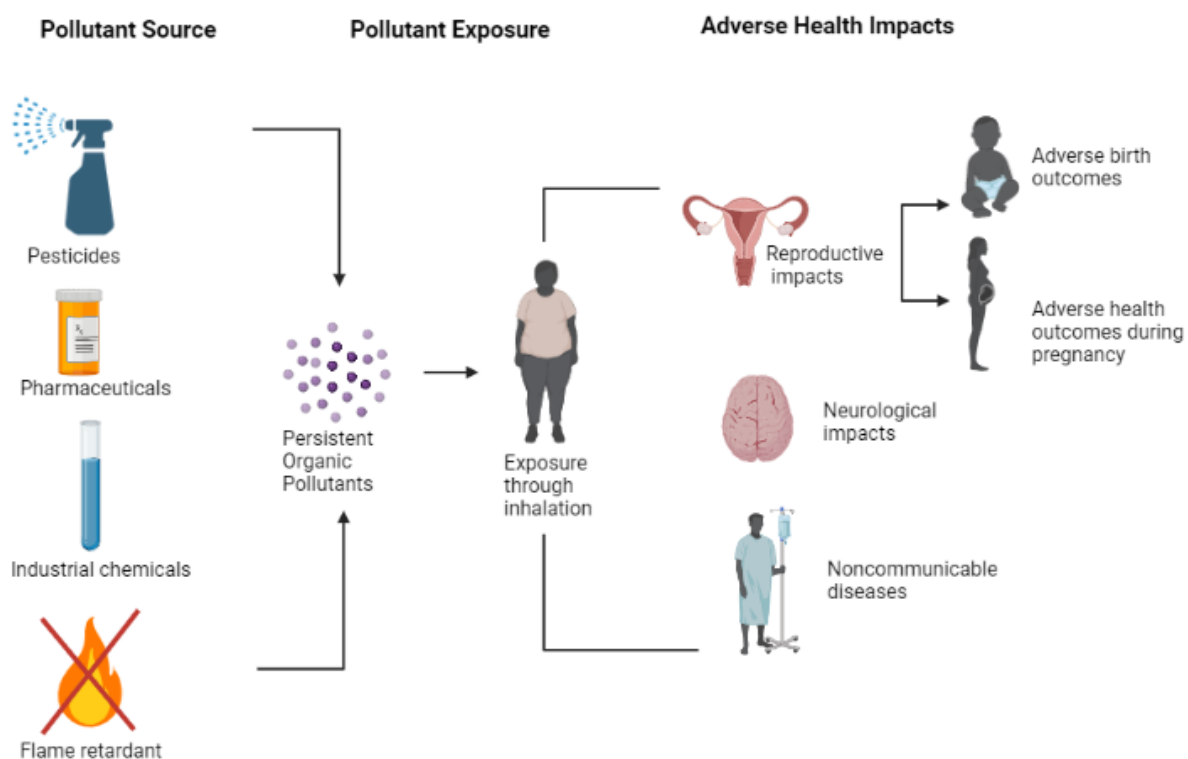 Pollutant Source
Pollutant Exposure
Adverse Health Impacts
Pesticides
Pharmaceuticals
Industrial chemicals
Flame retardant
Persistent
Organic
Pollutants
Exposure
through
inhalation
Reproductive
impacts
Adverse birth
outcomes
Adverse health
outcomes during
pregnancy
Neurological
impacts
Noncommunicable
diseases